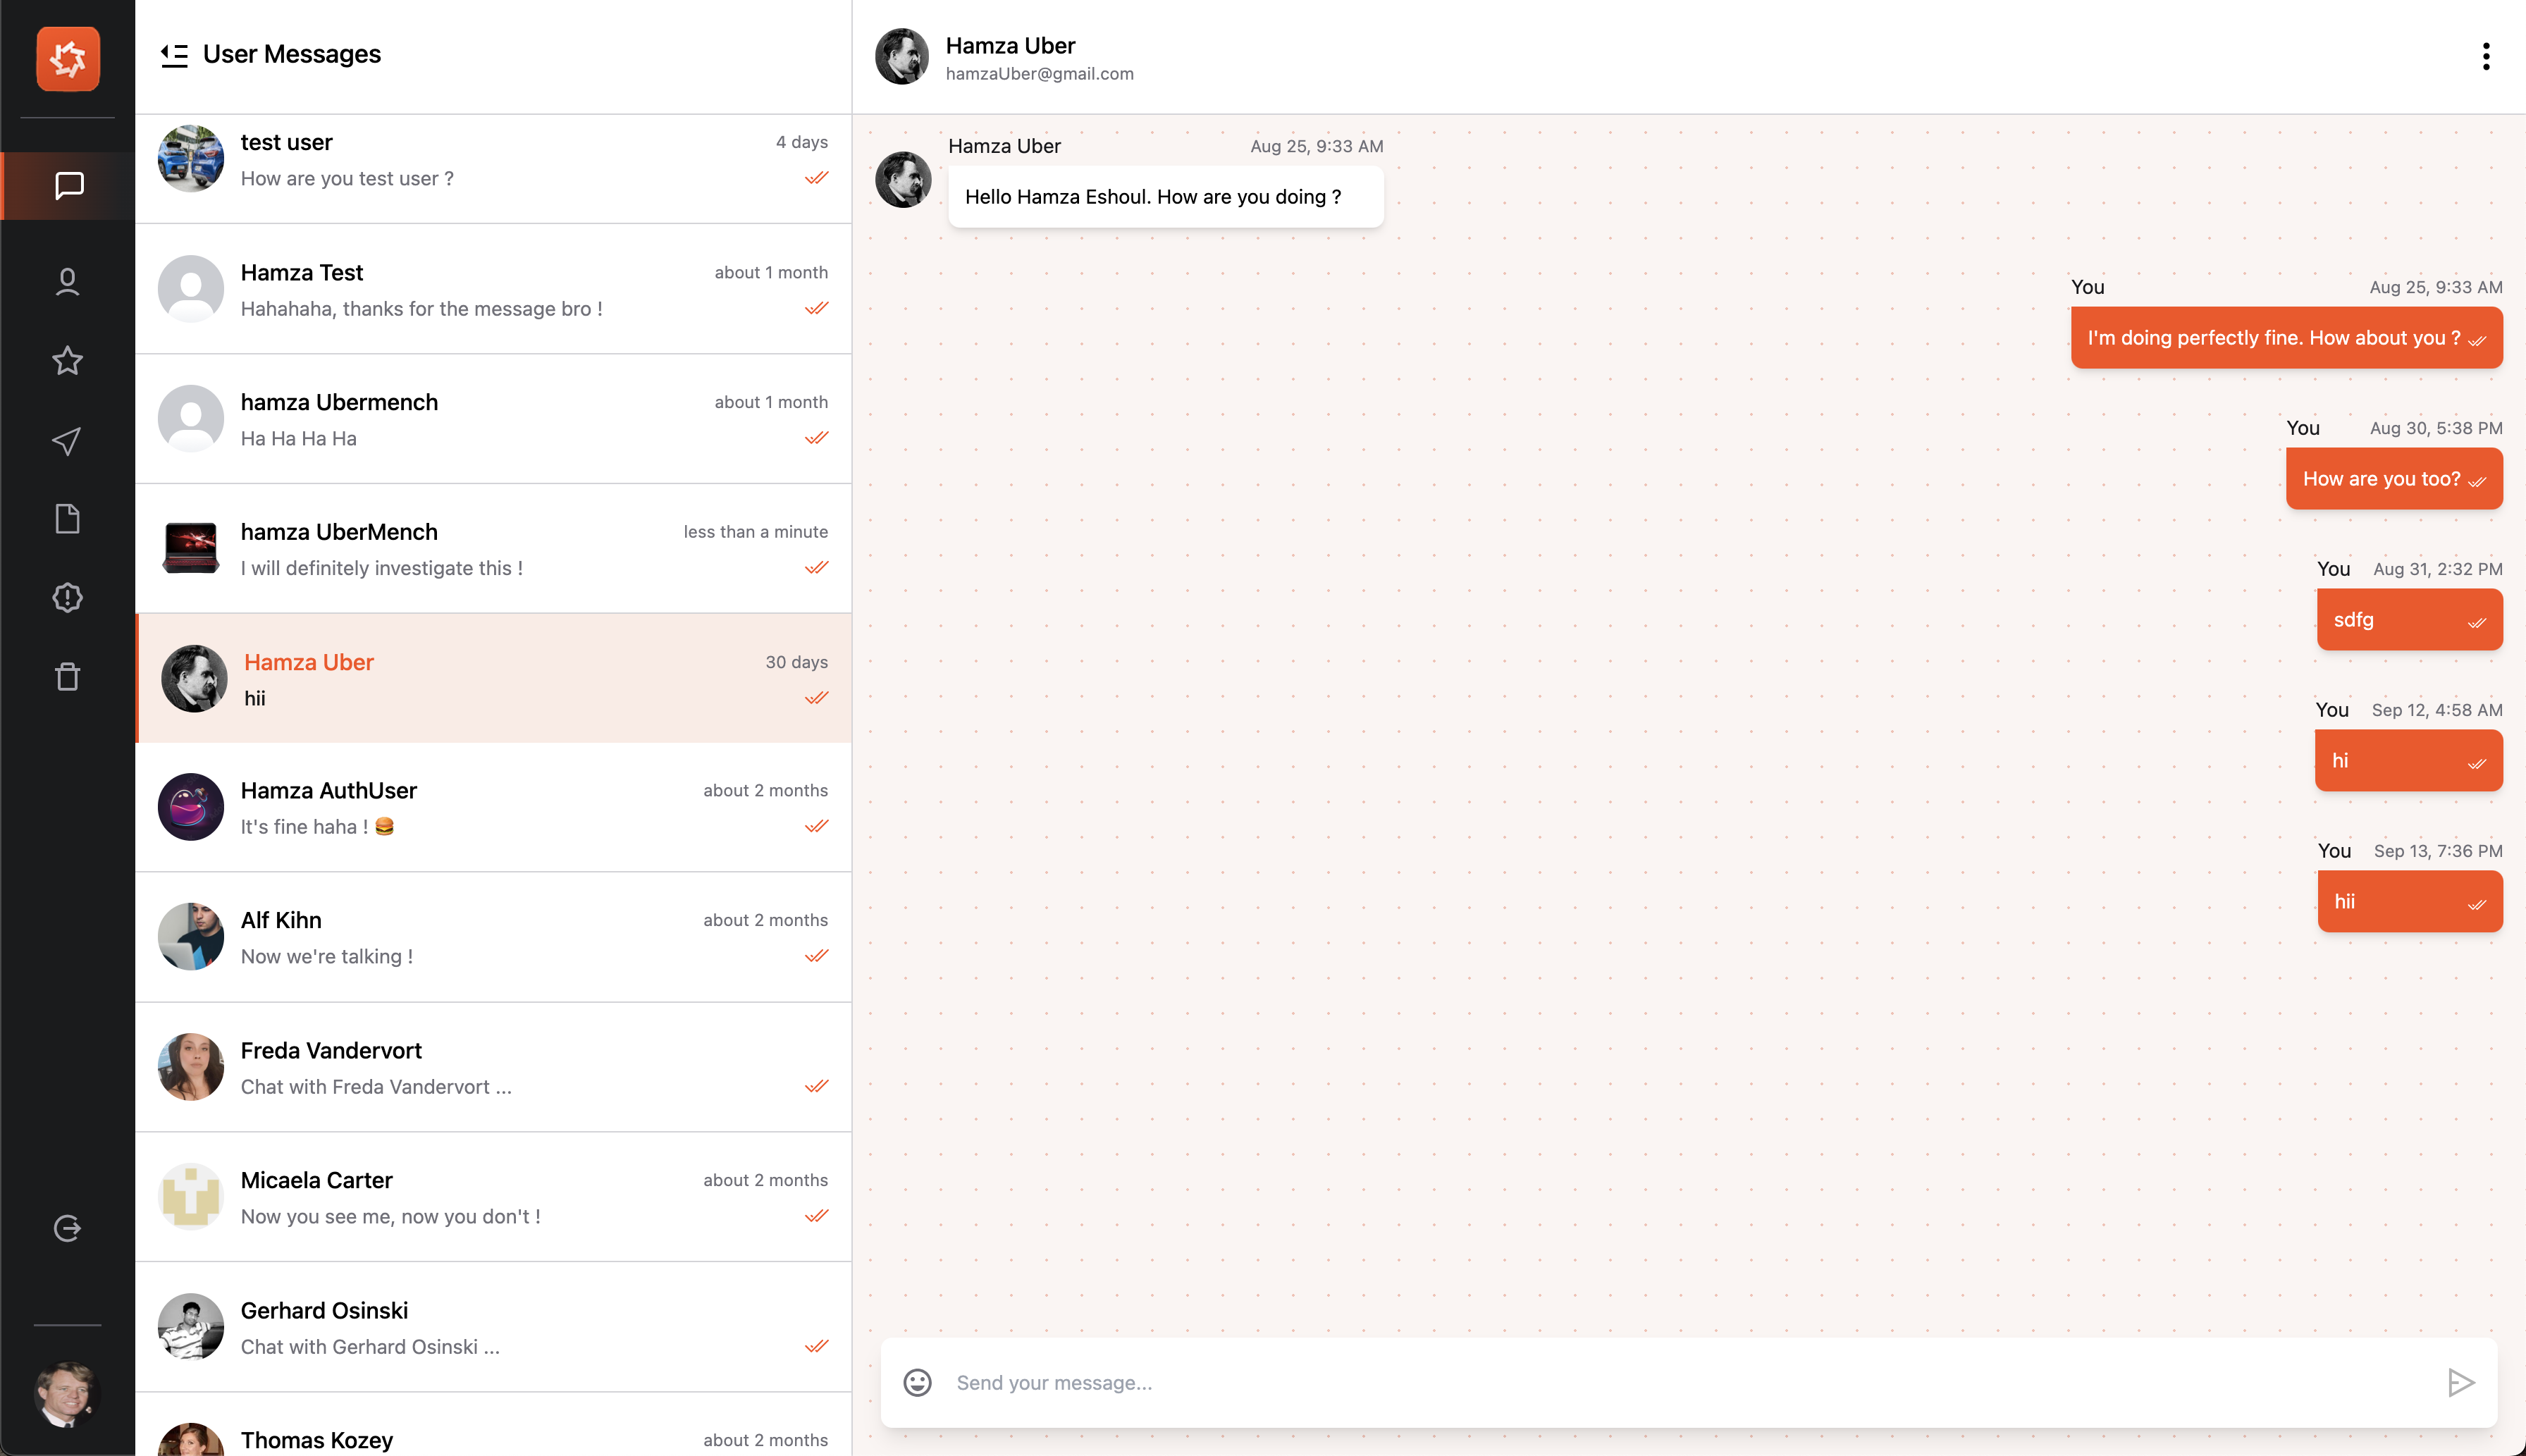 User Messages
test user 4 days
How are you test user ?
Hamza Test about 1 month
Hahahaha, thanks for the message bro !
hamza Ubermench about 1 month
Ha Ha Ha Ha
hamza UberMench less than a minute
I will definitely investigate this !
Hamza Uber 30 days
hii
Hamza AuthUser about 2 months
It's fine haha ! 🍔
Alf Kihn about 2 months
Now we're talking !
Freda Vandervort
Chat with Freda Vandervort ...
Micaela Carter about 2 months
Now you see me, now you don't !
Gerhard Osinski
Chat with Gerhard Osinski ...
Thomas Kozey about 2 months
Hamza Uber
hamzaUber@gmail.com
Hamza Uber Aug 25, 9:33 AM
Hello Hamza Eshoul. How are you doing ?
You Aug 25, 9:33 AM
I'm doing perfectly fine. How about you ?
You Aug 30, 5:38 PM
How are you too?
You Aug 31, 2:32 PM
sdfg
You Sep 12, 4:58 AM
hi
You Sep 13, 7:36 PM
hii
Send your message...